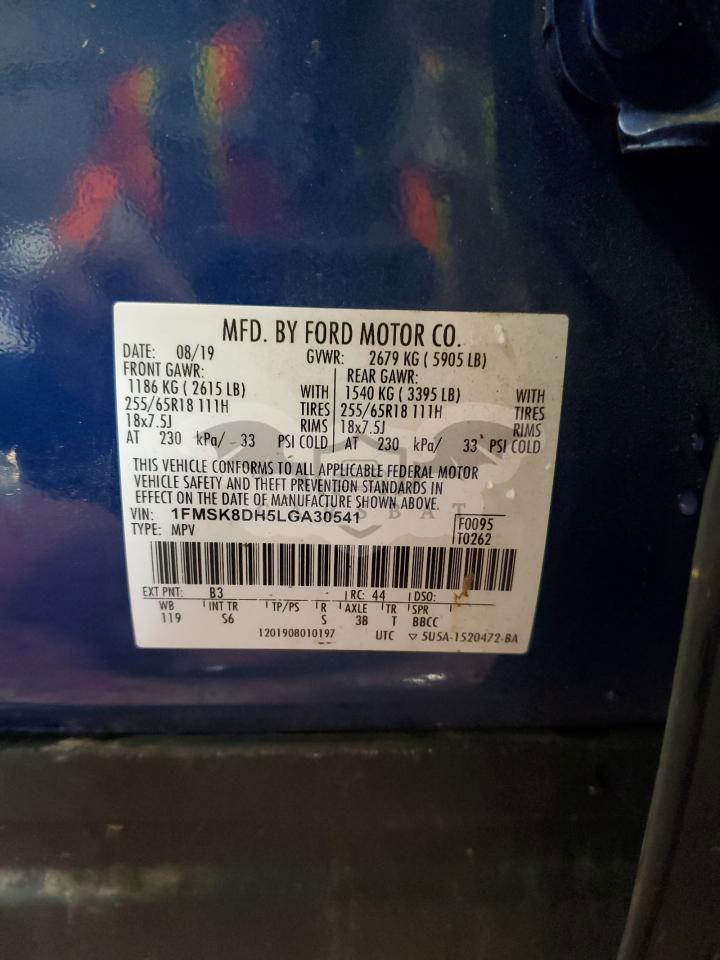 MFD. BY FORD MOTOR CO.
DATE: 08/19 GVWR: 2679 KG ( 5905 LB)
FRONT GAWR: REAR GAWR:
1186 KG ( 2615 LB) WITH 1540 KG ( 3395 LB) WITH
255/65R18 111H TIRES 255/65R18 111H TIRES
18x7.5J RIMS 18x7.5J RIMS
AT 230 kPa/ 33 PSI COLD AT 230 kPa/ 33 PSI COLD
THIS VEHICLE CONFORMS TO ALL APPLICABLE FEDERAL MOTOR
VEHICLE SAFETY AND THEFT PREVENTION STANDARDS IN
EFFECT ON THE DATE OF MANUFACTURE SHOWN ABOVE.
VIN: 1FMSK8DH5LGA30541 F0095
TYPE: MPV T0262
EXT PNT: B3 RC: 44 DSO:
WB INT TR TP/PS R AXLE TR SPR
119 S6 S 3B T BBCC
1201908010197 UTC ▽ 5U5A-1520472-BA